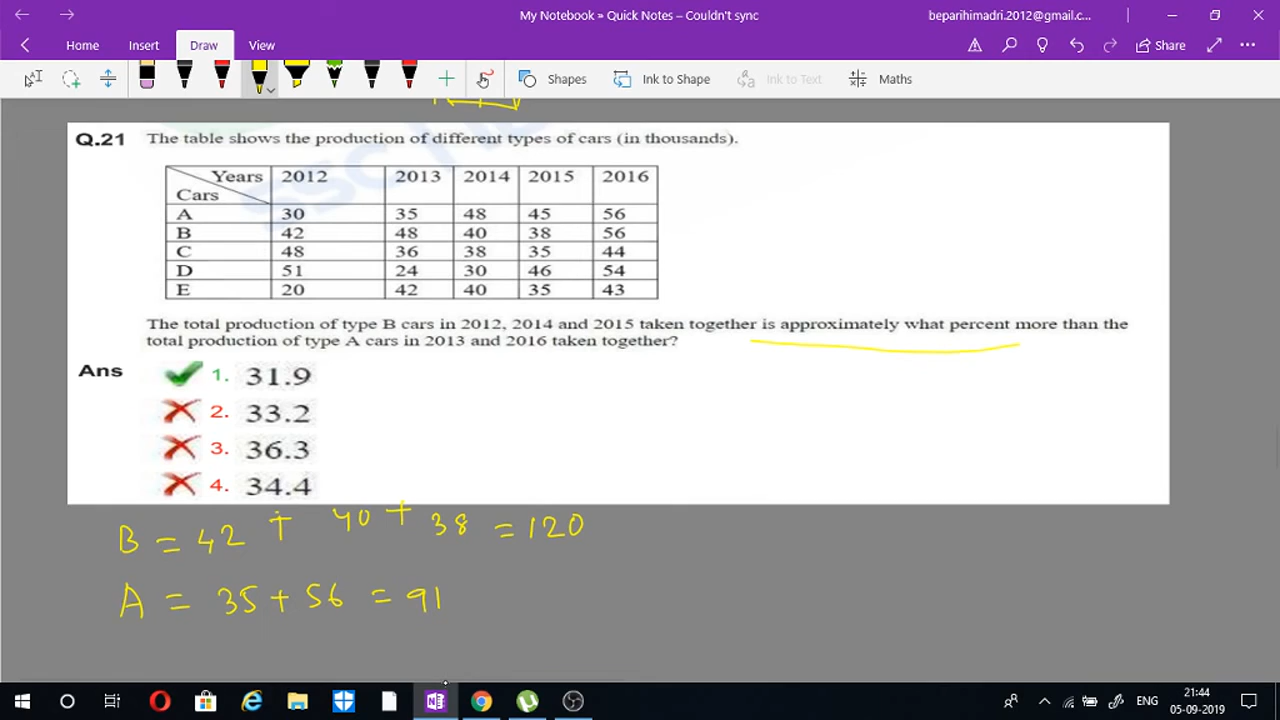 My Notebook » Quick Notes – Couldn't sync
beparihimadri.2012@gmail.c...
Home Insert Draw View
Share
Shapes Ink to Shape Ink to Text Maths
Q.21 The table shows the production of different types of cars (in thousands).
Years 2012 2013 2014 2015 2016
Cars
A 30 35 48 45 56
B 42 48 40 38 56
C 48 36 38 35 44
D 51 24 30 46 54
E 20 42 40 35 43
The total production of type B cars in 2012, 2014 and 2015 taken together is approximately what percent more than the
total production of type A cars in 2013 and 2016 taken together?
Ans 1. 31.9
2. 33.2
3. 36.3
4. 34.4
B = 42 + 40 + 38 = 120
A = 35 + 56 = 91
ENG
21:44
05-09-2019